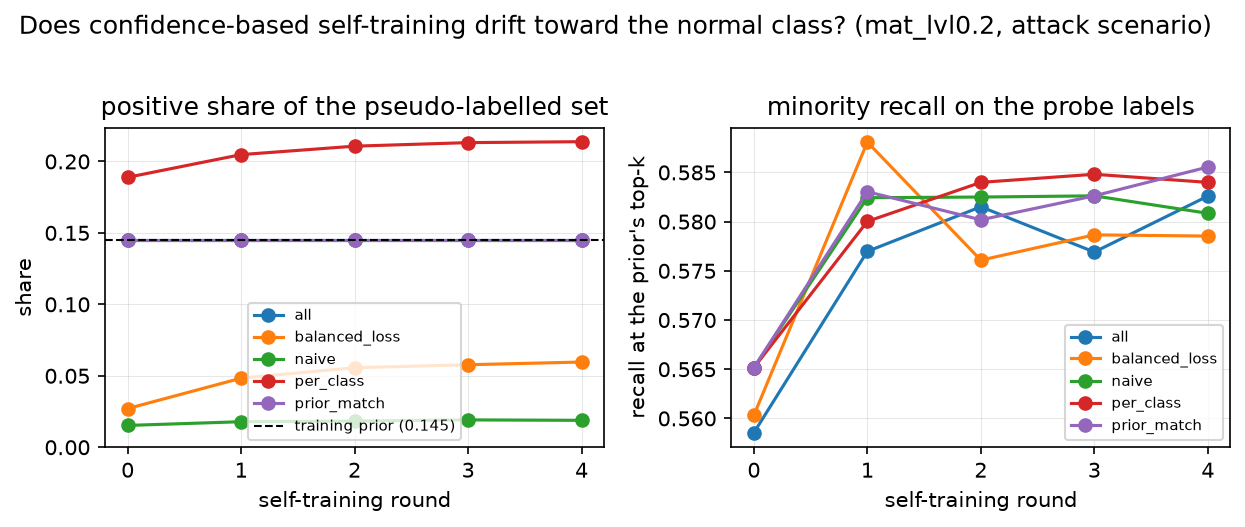 Does confidence-based self-training drift toward the normal class? (mat_lvl0.2, attack scenario)
positive share of the pseudo-labelled set
share
0.20
0.15
0.10
0.05
0.00
all
balanced_loss
naive
per_class
prior_match
training prior (0.145)
0 1 2 3 4
self-training round
minority recall on the probe labels
recall at the prior's top-k
0.585
0.580
0.575
0.570
0.565
0.560
all
balanced_loss
naive
per_class
prior_match
0 1 2 3 4
self-training round